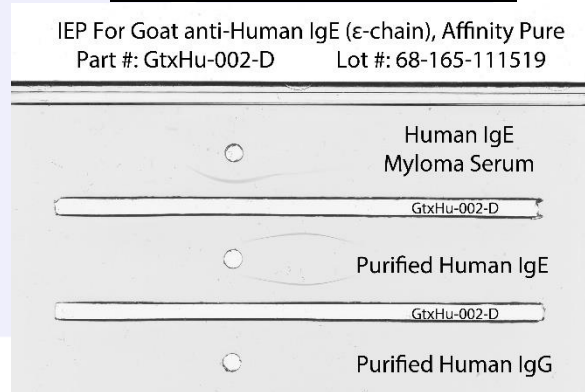 IEP For Goat anti-Human IgE (ε-chain), Affinity Pure
Part #: GtxHu-002-D Lot #: 68-165-111519
Human IgE
Myloma Serum
GtxHu-002-D
Purified Human IgE
GtxHu-002-D
Purified Human IgG